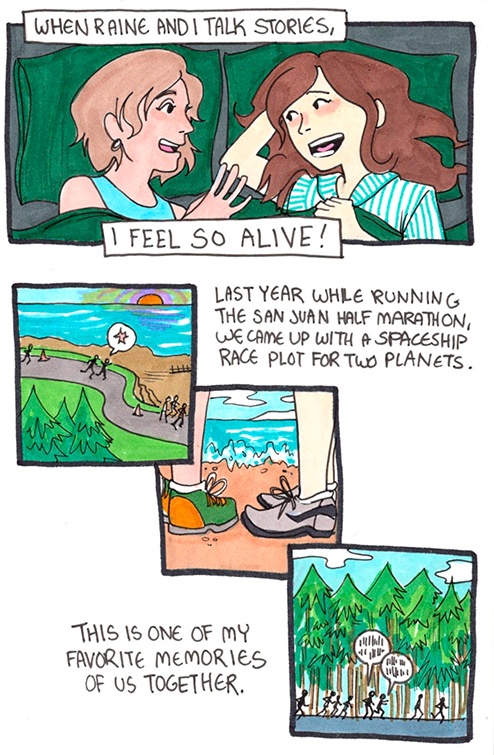 WHEN RAINE AND I TALK STORIES,
I FEEL SO ALIVE!
LAST YEAR WHILE RUNNING
THE SAN JUAN HALF MARATHON,
WE CAME UP WITH A SPACESHIP
RACE PLOT FOR TWO PLANETS.
THIS IS ONE OF MY
FAVORITE MEMORIES
OF US TOGETHER.